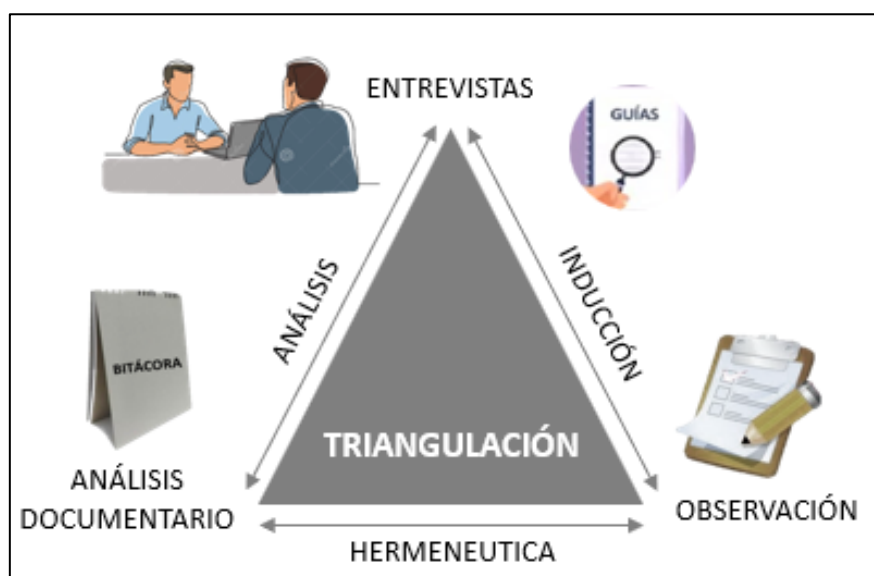 ENTREVISTAS
GUÍAS
ANÁLISIS
INDUCCIÓN
BITÁCORA
TRIANGULACIÓN
ANÁLISIS
DOCUMENTARIO
OBSERVACIÓN
HERMENEUTICA